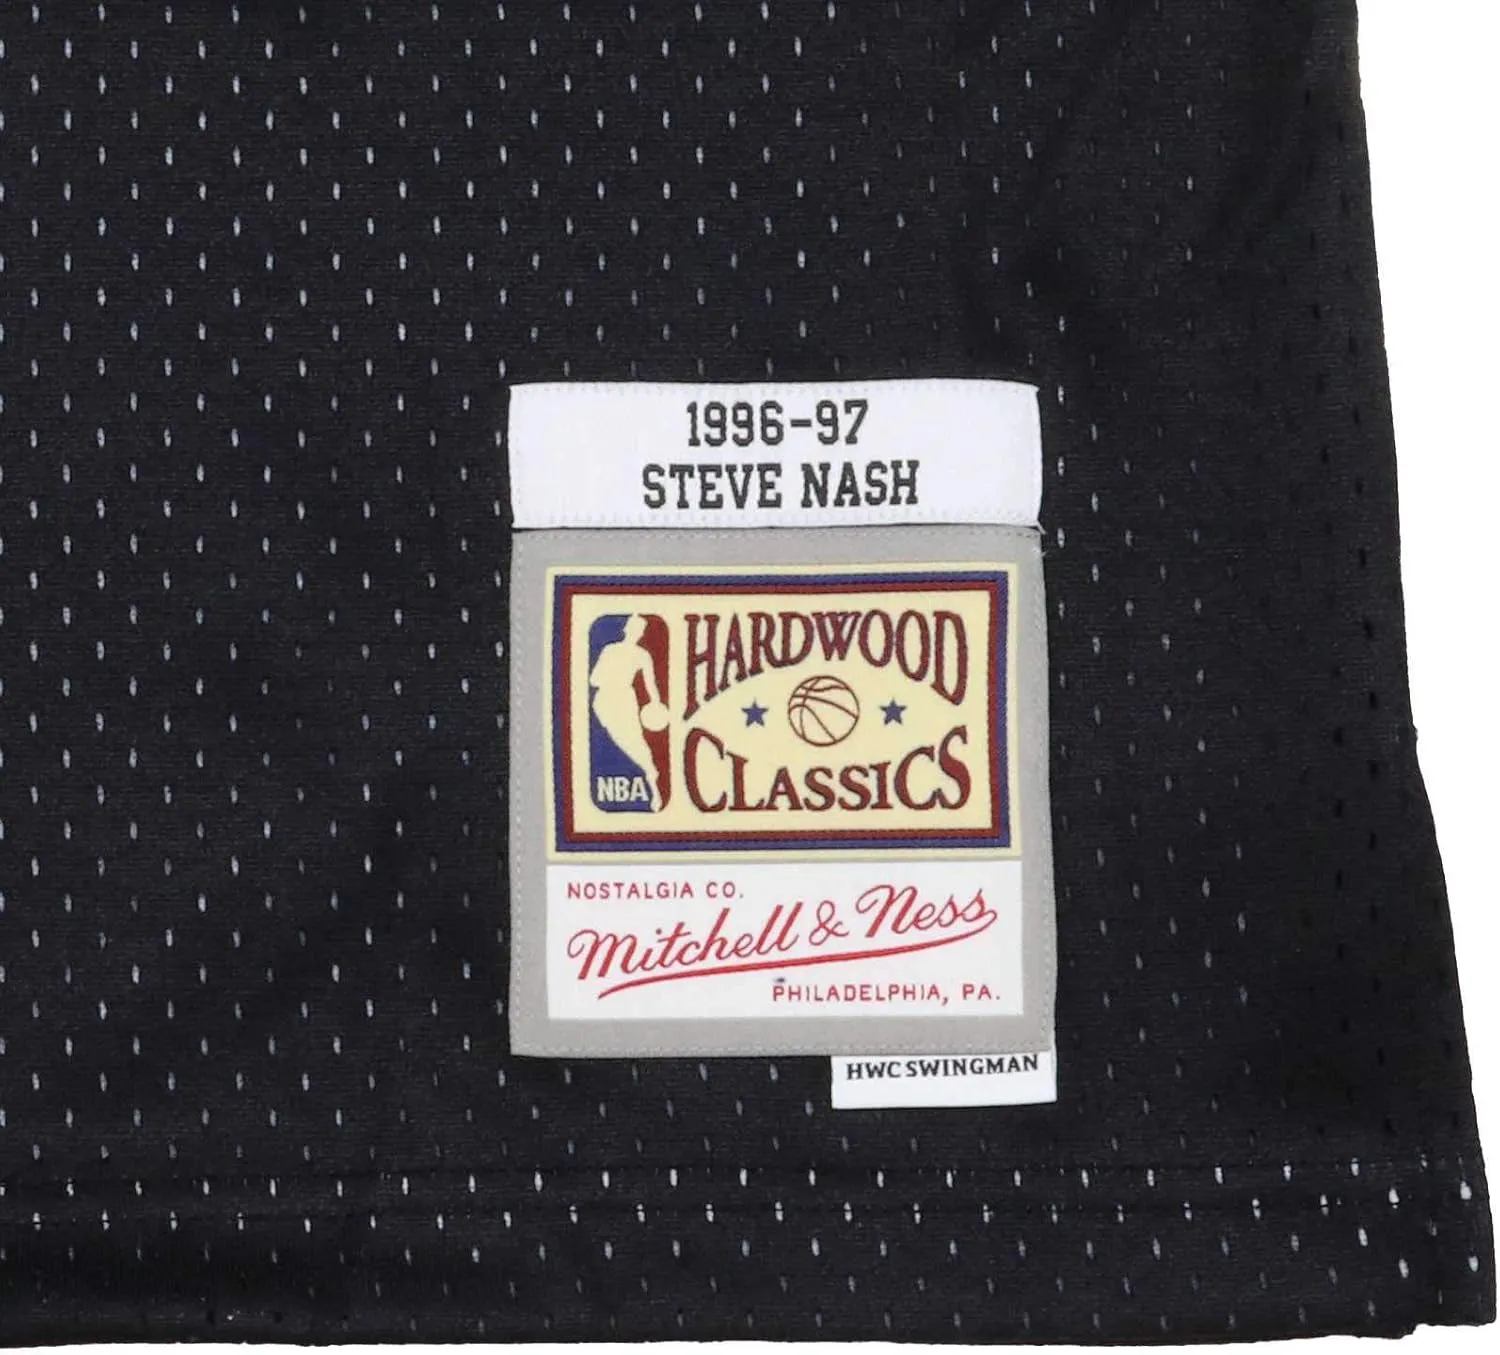 1996-97
STEVE NASH
HARDWOOD
CLASSICS
NBA
NOSTALGIA CO.
Mitchell & Ness
PHILADELPHIA, PA.
HWC SWINGMAN